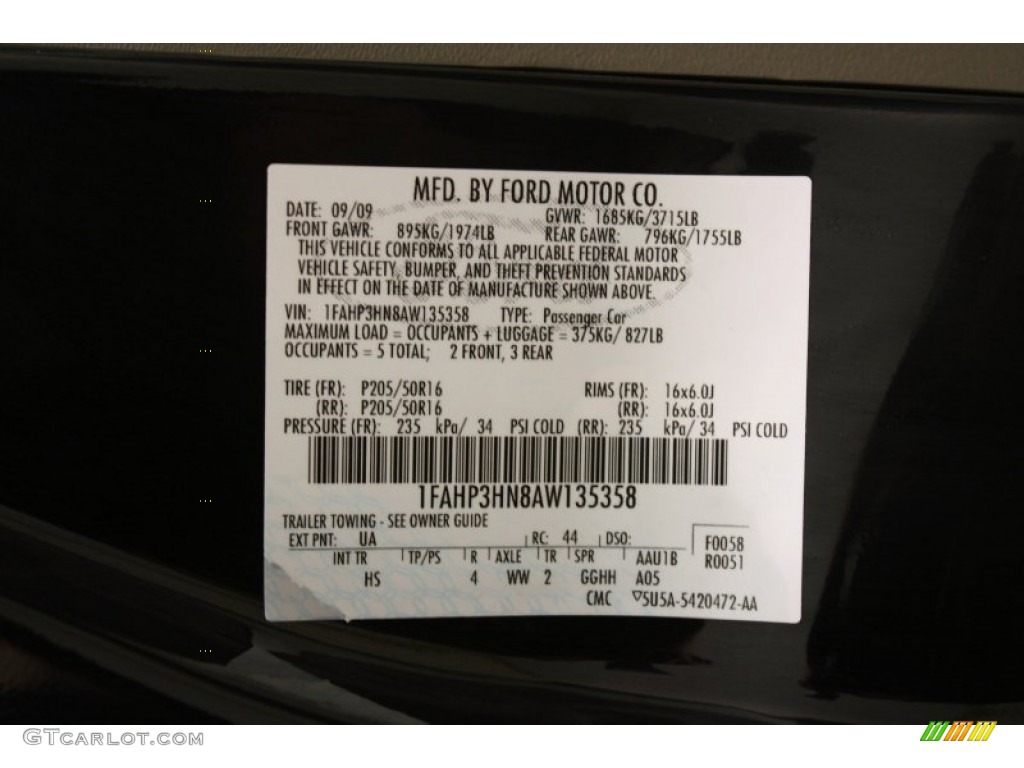 MFD. BY FORD MOTOR CO.
DATE: 09/09 GVWR: 1685KG/3715LB
FRONT GAWR: 895KG/1974LB REAR GAWR: 796KG/1755LB
THIS VEHICLE CONFORMS TO ALL APPLICABLE FEDERAL MOTOR
VEHICLE SAFETY, BUMPER, AND THEFT PREVENTION STANDARDS
IN EFFECT ON THE DATE OF MANUFACTURE SHOWN ABOVE.
VIN: 1FAHP3HN8AW135358 TYPE: Passenger Car
MAXIMUM LOAD = OCCUPANTS + LUGGAGE = 375KG/ 827LB
OCCUPANTS = 5 TOTAL; 2 FRONT, 3 REAR
TIRE (FR): P205/50R16 RIMS (FR): 16x6.0J
(RR): P205/50R16 (RR): 16x6.0J
PRESSURE (FR): 235 kPa/ 34 PSI COLD (RR): 235 kPa/ 34 PSI COLD
1FAHP3HN8AW135358
TRAILER TOWING - SEE OWNER GUIDE
EXT PNT: UA RC: 44 DSO: F0058
INT TR TP/PS R AXLE TR SPR AAU1B R0051
HS 4 WW 2 GGHH A05
CMC ▽5U5A-5420472-AA
GTCarlot.com